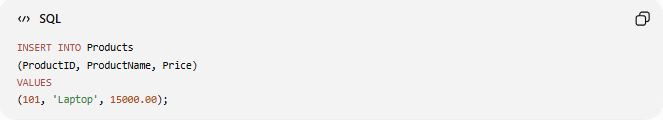 SQL
INSERT INTO Products
(ProductID, ProductName, Price)
VALUES
(101, 'Laptop', 15000.00);